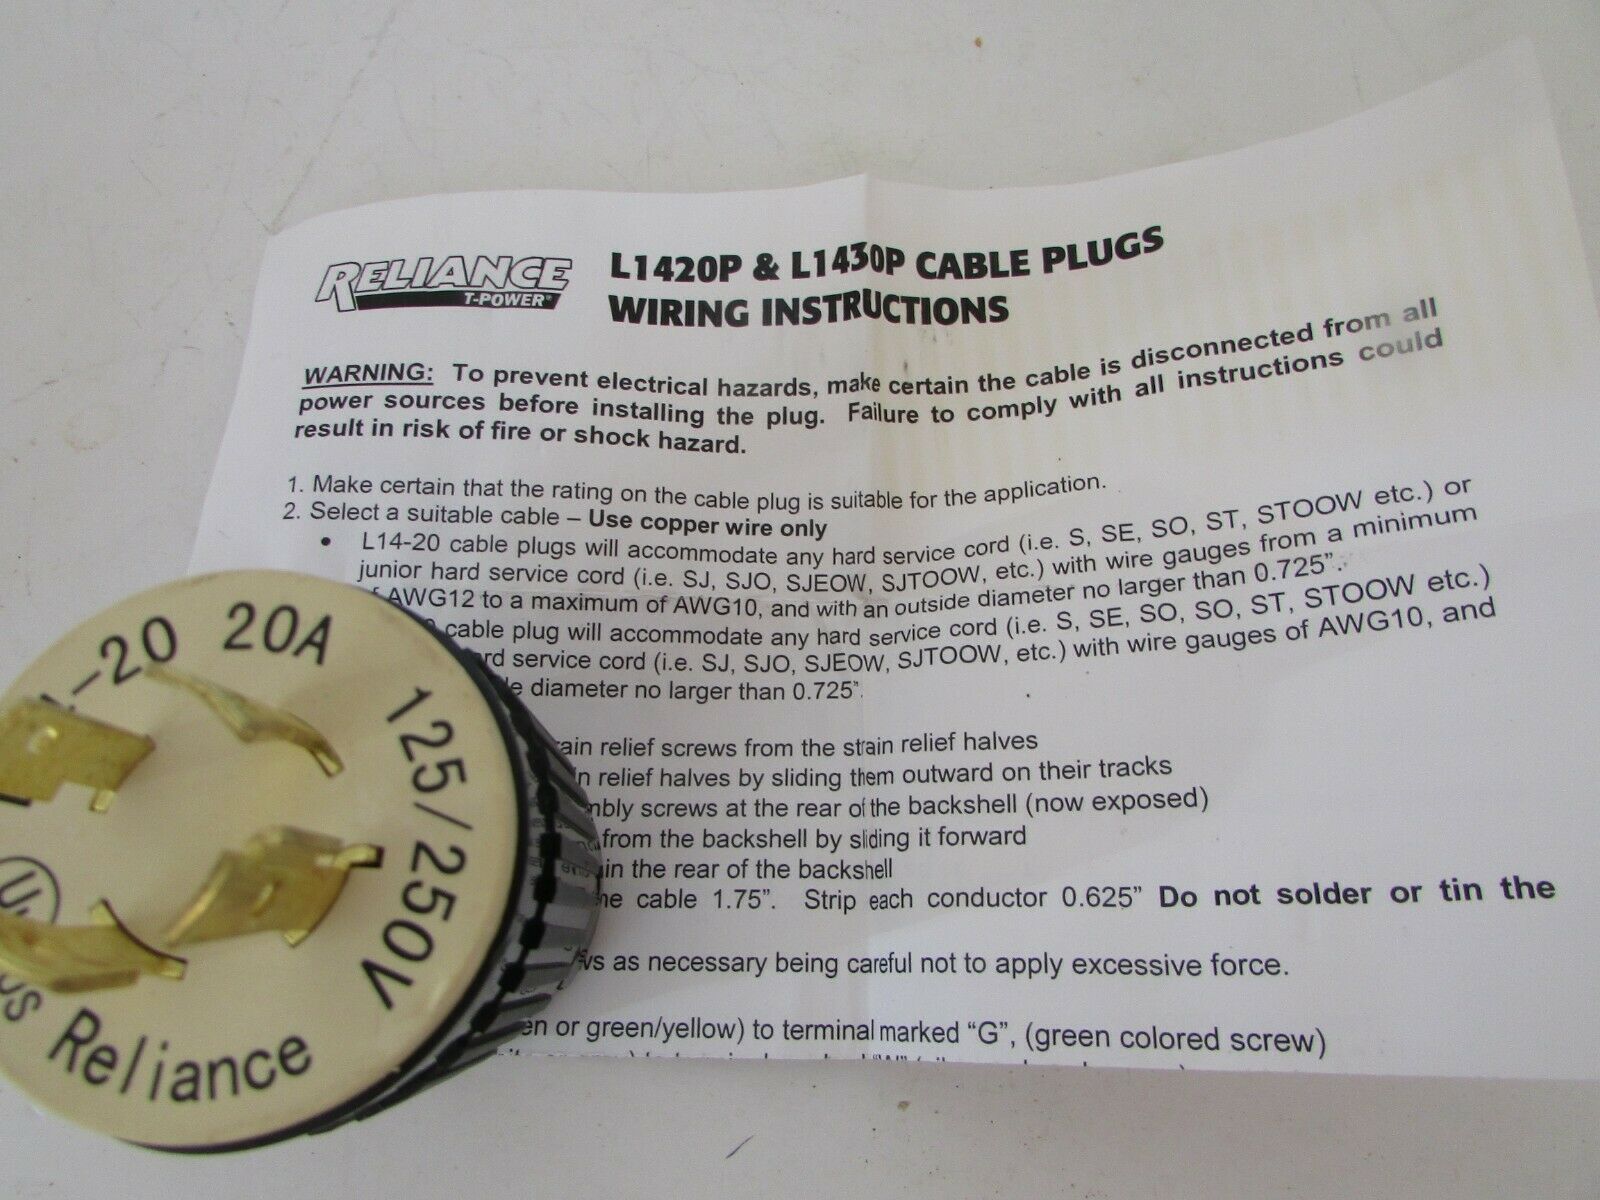 RELIANCE
T-POWER®
L1420P & L1430P CABLE PLUGS
WIRING INSTRUCTIONS
WARNING: To prevent electrical hazards, make certain the cable is disconnected from all
power sources before installing the plug. Failure to comply with all instructions could
result in risk of fire or shock hazard.
1. Make certain that the rating on the cable plug is suitable for the application.
2. Select a suitable cable – Use copper wire only
• L14-20 cable plugs will accommodate any hard service cord (i.e. S, SE, SO, ST, STOOW etc.) or
junior hard service cord (i.e. SJ, SJO, SJEOW, SJTOOW, etc.) with wire gauges from a minimum
of AWG12 to a maximum of AWG10, and with an outside diameter no larger than 0.725”.
cable plug will accommodate any hard service cord (i.e. S, SE, SO, SO, ST, STOOW etc.)
service cord (i.e. SJ, SJO, SJEOW, SJTOOW, etc.) with wire gauges of AWG10, and
diameter no larger than 0.725”.
relief screws from the strain relief halves
relief halves by sliding them outward on their tracks
screws at the rear of the backshell (now exposed)
from the backshell by sliding it forward
in the rear of the backshell
cable 1.75”. Strip each conductor 0.625” Do not solder or tin the
as necessary being careful not to apply excessive force.
or green/yellow) to terminal marked “G”, (green colored screw)
-20 20A
125/250V
Reliance